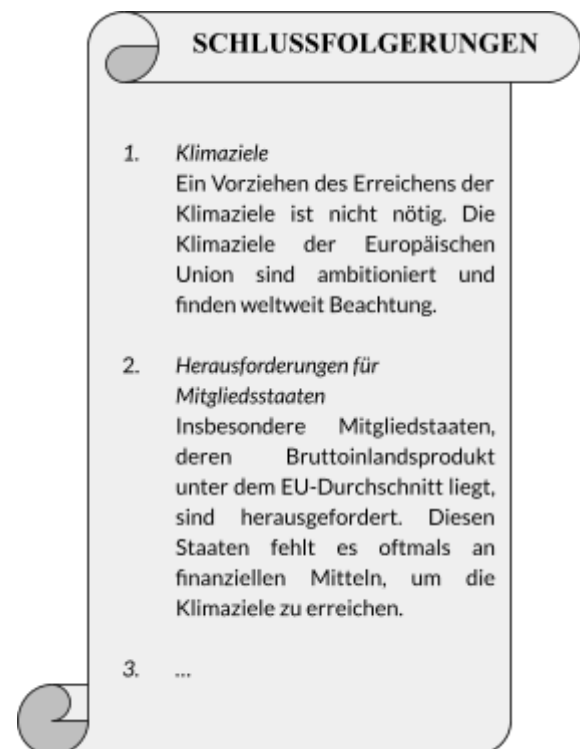 SCHLUSSFOLGERUNGEN
1. Klimaziele
Ein Vorziehen des Erreichens der
Klimaziele ist nicht nötig. Die
Klimaziele der Europäischen
Union sind ambitioniert und
finden weltweit Beachtung.
2. Herausforderungen für
Mitgliedsstaaten
Insbesondere Mitgliedstaaten,
deren Bruttoinlandsprodukt
unter dem EU-Durchschnitt liegt,
sind herausgefordert. Diesen
Staaten fehlt es oftmals an
finanziellen Mitteln, um die
Klimaziele zu erreichen.
3. ...